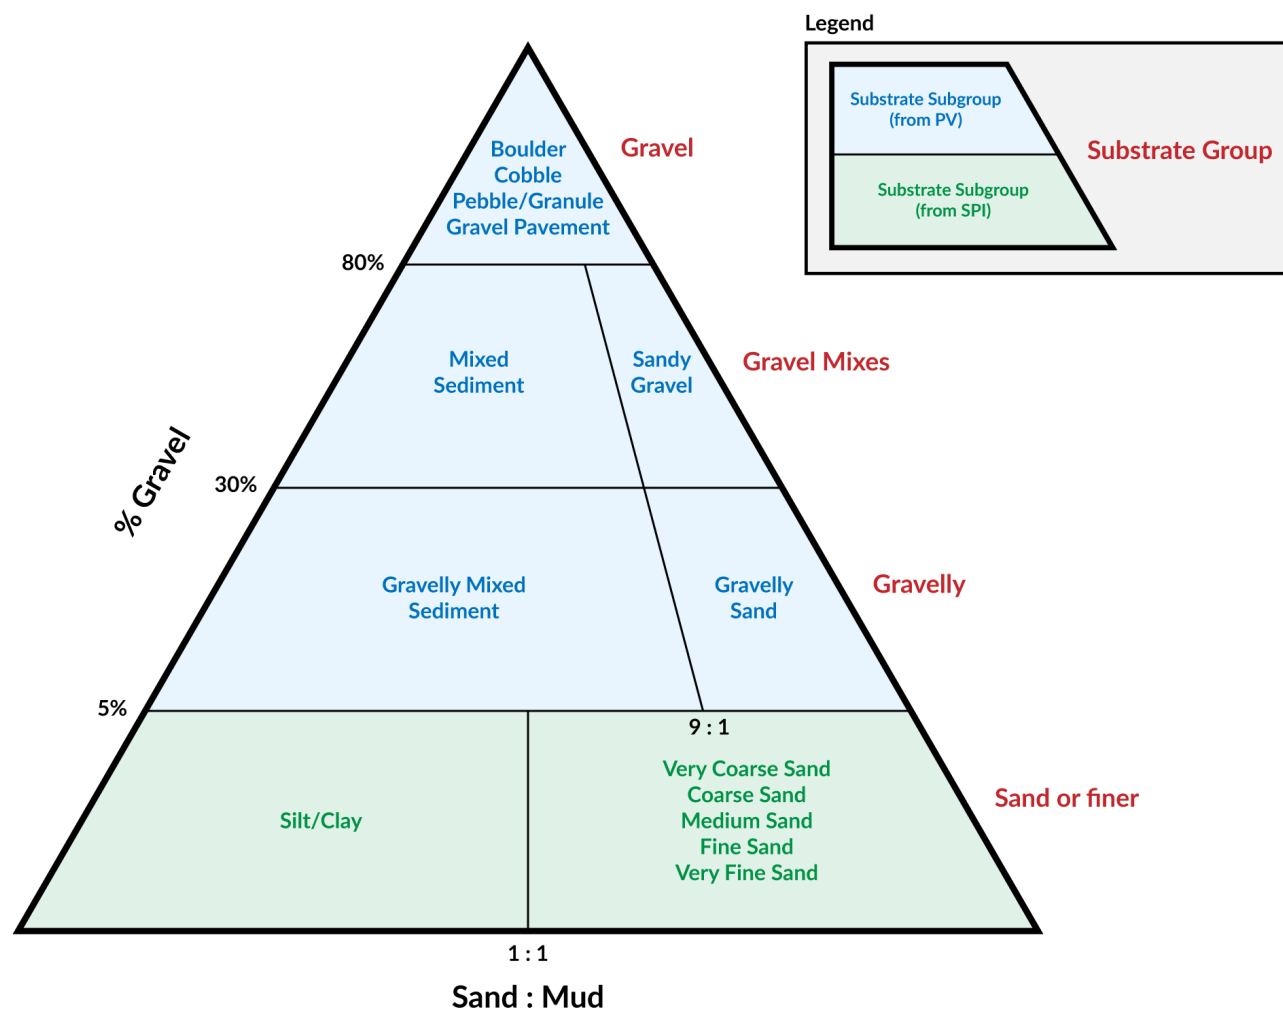 Legend
Substrate Subgroup
(from PV)
Substrate Subgroup
(from SPI)
Substrate Group
Gravel
Boulder
Cobble
Pebble/Granule
Gravel Pavement
80%
Mixed
Sediment
Sandy
Gravel
Gravel Mixes
% Gravel
30%
Gravelly Mixed
Sediment
Gravelly
Sand
Gravelly
5%
9 : 1
Silt/Clay
Very Coarse Sand
Coarse Sand
Medium Sand
Fine Sand
Very Fine Sand
Sand or finer
1 : 1
Sand : Mud